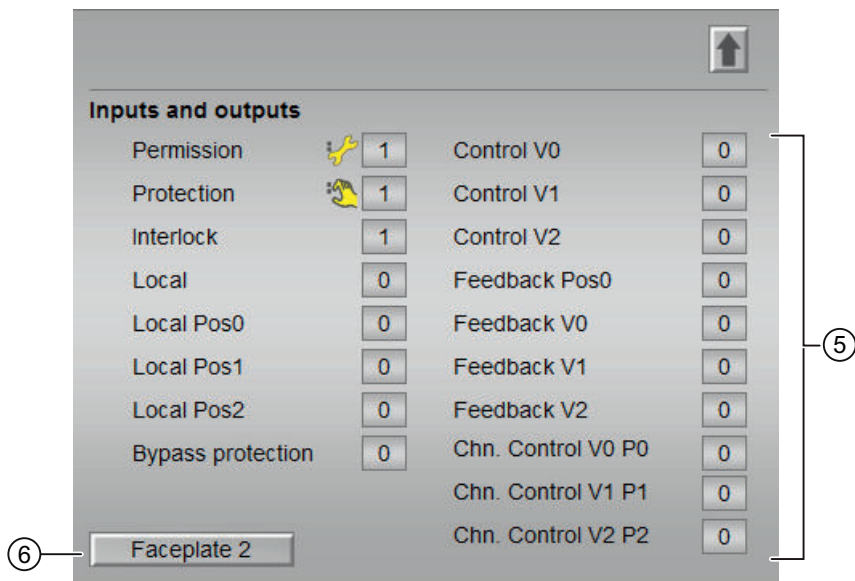 Inputs and outputs
Permission 1 Control V0 0
Protection 1 Control V1 0
Interlock 1 Control V2 0
Local 0 Feedback Pos0 0
Local Pos0 0 Feedback V0 0
Local Pos1 0 Feedback V1 0
Local Pos2 0 Feedback V2 0
Bypass protection 0 Chn. Control V0 P0 0
Chn. Control V1 P1 0
Chn. Control V2 P2 0
Faceplate 2
5
6